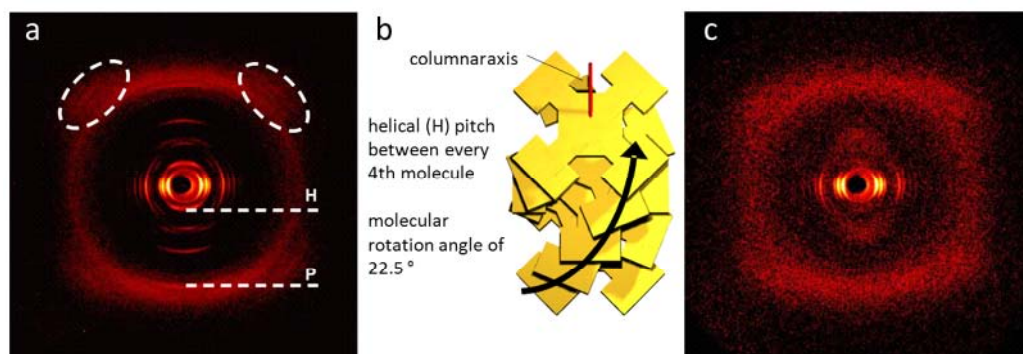 a
b
c
columnaraxis
helical (H) pitch
between every
4th molecule
molecular
rotation angle of
22.5°
H
P